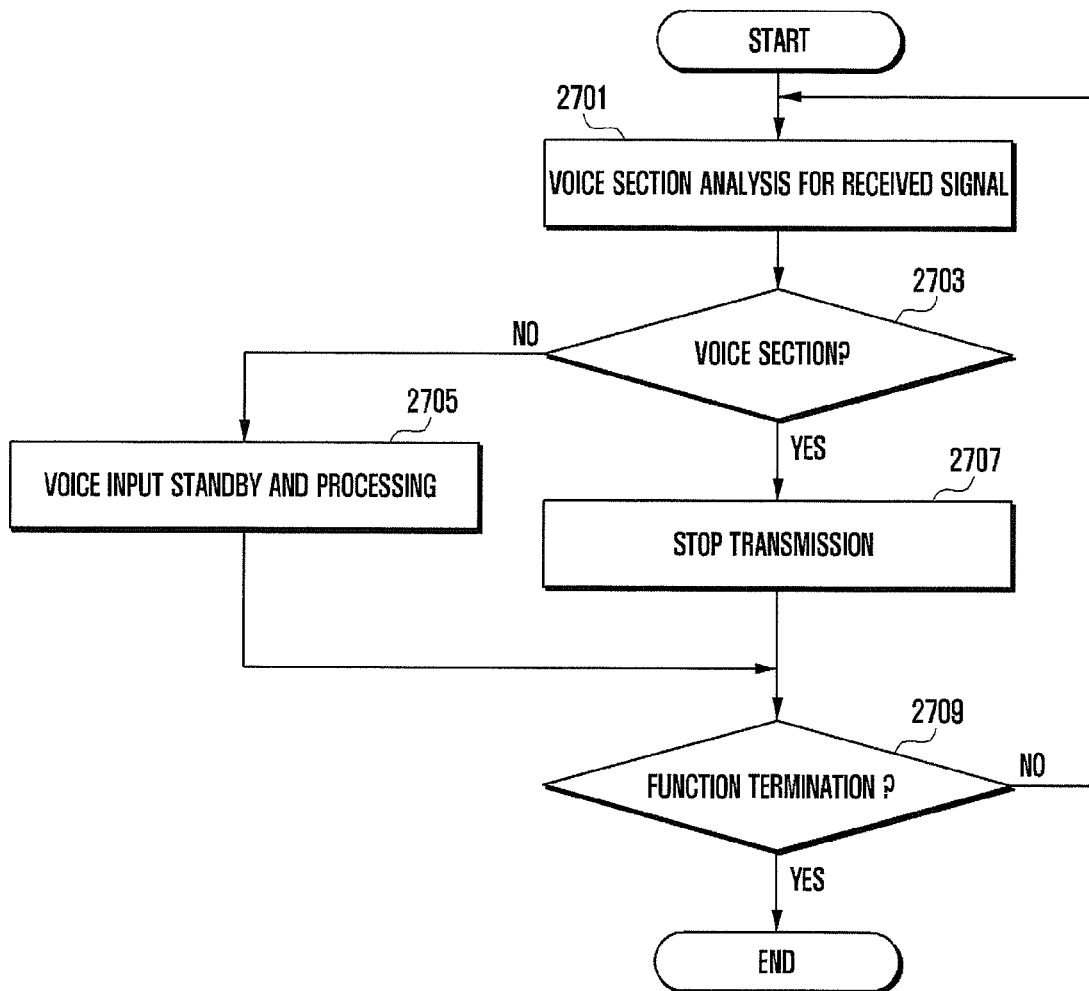 START
2701
VOICE SECTION ANALYSIS FOR RECEIVED SIGNAL
2703
VOICE SECTION?
NO
YES
2705
VOICE INPUT STANDBY AND PROCESSING
2707
STOP TRANSMISSION
2709
FUNCTION TERMINATION ?
NO
YES
END